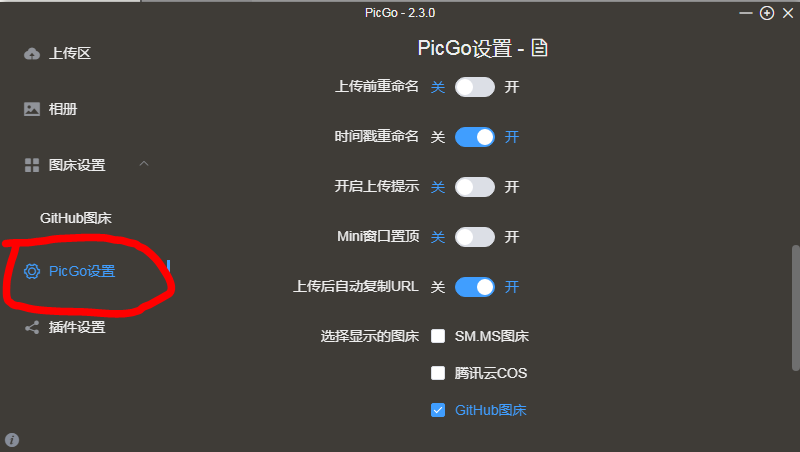 PicGo - 2.3.0
上传区
相册
图床设置
GitHub图床
PicGo设置
插件设置
PicGo设置 -
上传前重命名 关 开
时间戳重命名 关 开
开启上传提示 关 开
Mini窗口置顶 关 开
上传后自动复制URL 关 开
选择显示的图床 SM.MS图床
腾讯云COS
GitHub图床